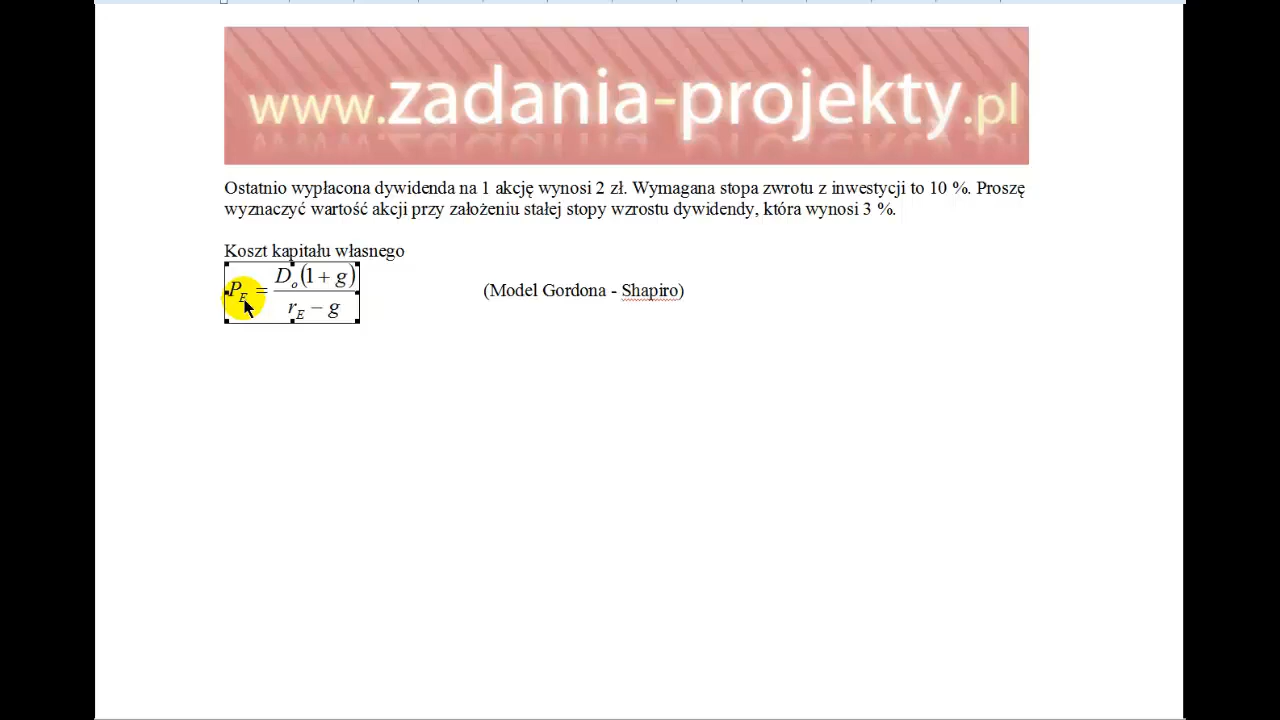 www.zadania-projekty.pl
Ostatnio wypłacona dywidenda na 1 akcję wynosi 2 zł. Wymagana stopa zwrotu z inwestycji to 10 %. Proszę
wyznaczyć wartość akcji przy założeniu stałej stopy wzrostu dywidendy, która wynosi 3 %.
Koszt kapitału własnego
P_E = D_o(1 + g) / r_E − g
(Model Gordona - Shapiro)